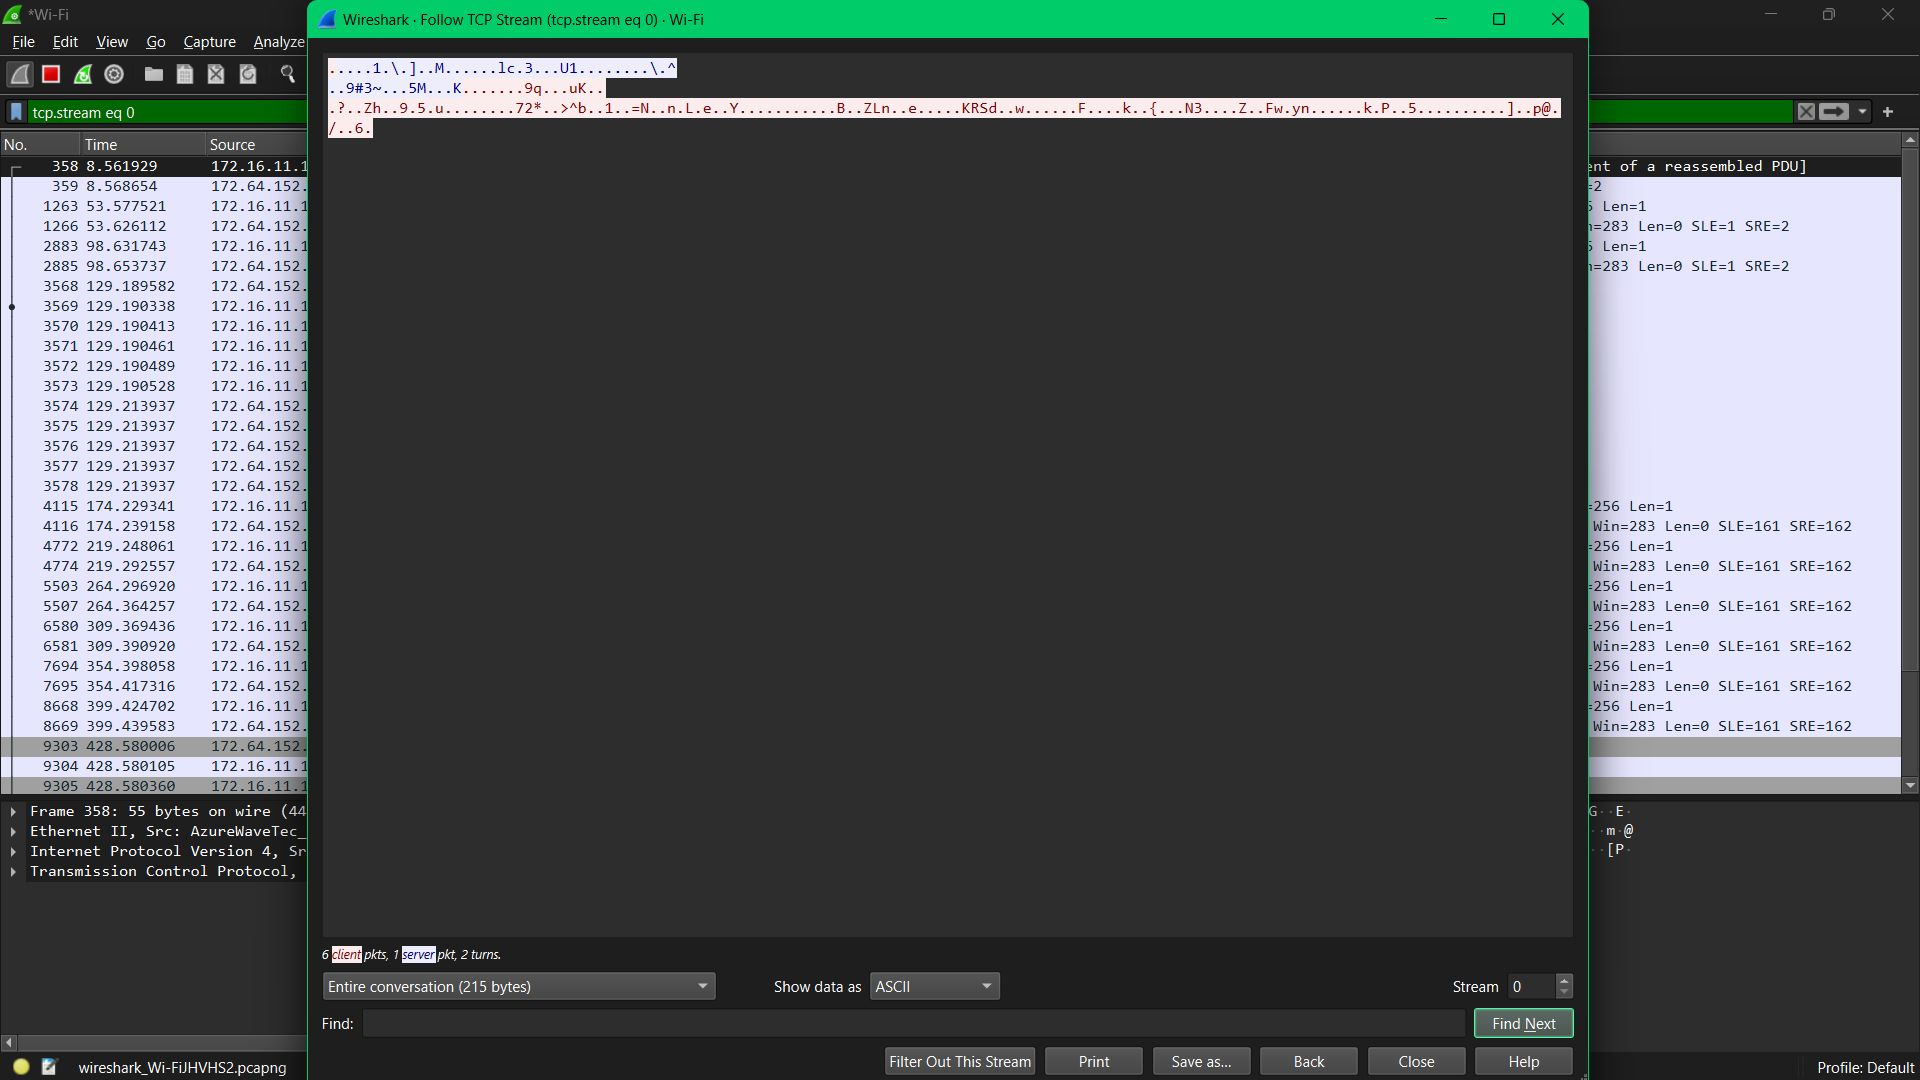 *Wi-Fi
File Edit View Go Capture Analyze
tcp.stream eq 0
No. Time Source
358 8.561929 172.16.11.1
359 8.568654 172.64.152.
1263 53.577521 172.16.11.1
1266 53.626112 172.64.152.
2883 98.631743 172.16.11.1
2885 98.653737 172.64.152.
3568 129.189582 172.64.152.
3569 129.190338 172.16.11.1
3570 129.190413 172.16.11.1
3571 129.190461 172.16.11.1
3572 129.190489 172.16.11.1
3573 129.190528 172.16.11.1
3574 129.213937 172.64.152.
3575 129.213937 172.64.152.
3576 129.213937 172.64.152.
3577 129.213937 172.64.152.
3578 129.213937 172.64.152.
4115 174.229341 172.16.11.1
4116 174.239158 172.64.152.
4772 219.248061 172.16.11.1
4774 219.292557 172.64.152.
5503 264.296920 172.16.11.1
5507 264.364257 172.64.152.
6580 309.369436 172.16.11.1
6581 309.390920 172.64.152.
7694 354.398058 172.16.11.1
7695 354.417316 172.64.152.
8668 399.424702 172.16.11.1
8669 399.439583 172.64.152.
9303 428.580006 172.64.152.
9304 428.580105 172.16.11.1
9305 428.580360 172.16.11.1
Frame 358: 55 bytes on wire (44
Ethernet II, Src: AzureWaveTec_
Internet Protocol Version 4, Sr
Transmission Control Protocol,
wireshark_Wi-FiJHVHS2.pcapng
Wireshark · Follow TCP Stream (tcp.stream eq 0) · Wi-Fi
.....1.\.]..M......lc.3...U1........\.^
..9#3~...5M...K.......9q...uK..
.?..Zh..9.5.u........72*..>^b..1..=N..n.L.e..Y...........B..ZLn..e.....KRSd..w......F....k..{...N3....Z..Fw.yn......k.P..5..........]..p@.
/..6.
6 client pkts, 1 server pkt, 2 turns.
Entire conversation (215 bytes)
Show data as ASCII
Stream 0
Find:
Find Next
Filter Out This Stream
Print
Save as...
Back
Close
Help
ent of a reassembled PDU]
=2
Len=1
=283 Len=0 SLE=1 SRE=2
Len=1
=283 Len=0 SLE=1 SRE=2
=256 Len=1
Win=283 Len=0 SLE=161 SRE=162
=256 Len=1
Win=283 Len=0 SLE=161 SRE=162
=256 Len=1
Win=283 Len=0 SLE=161 SRE=162
=256 Len=1
Win=283 Len=0 SLE=161 SRE=162
=256 Len=1
Win=283 Len=0 SLE=161 SRE=162
=256 Len=1
Win=283 Len=0 SLE=161 SRE=162
G··E·
··m·@
··[P·
Profile: Default